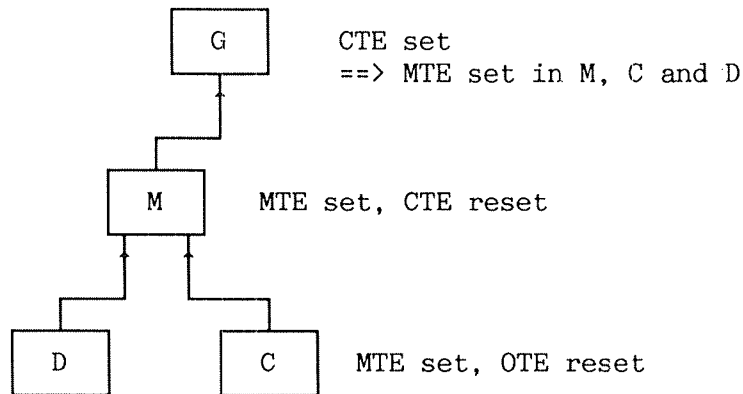 G CTE set
==> MTE set in M, C and D
M MTE set, CTE reset
D C MTE set, OTE reset